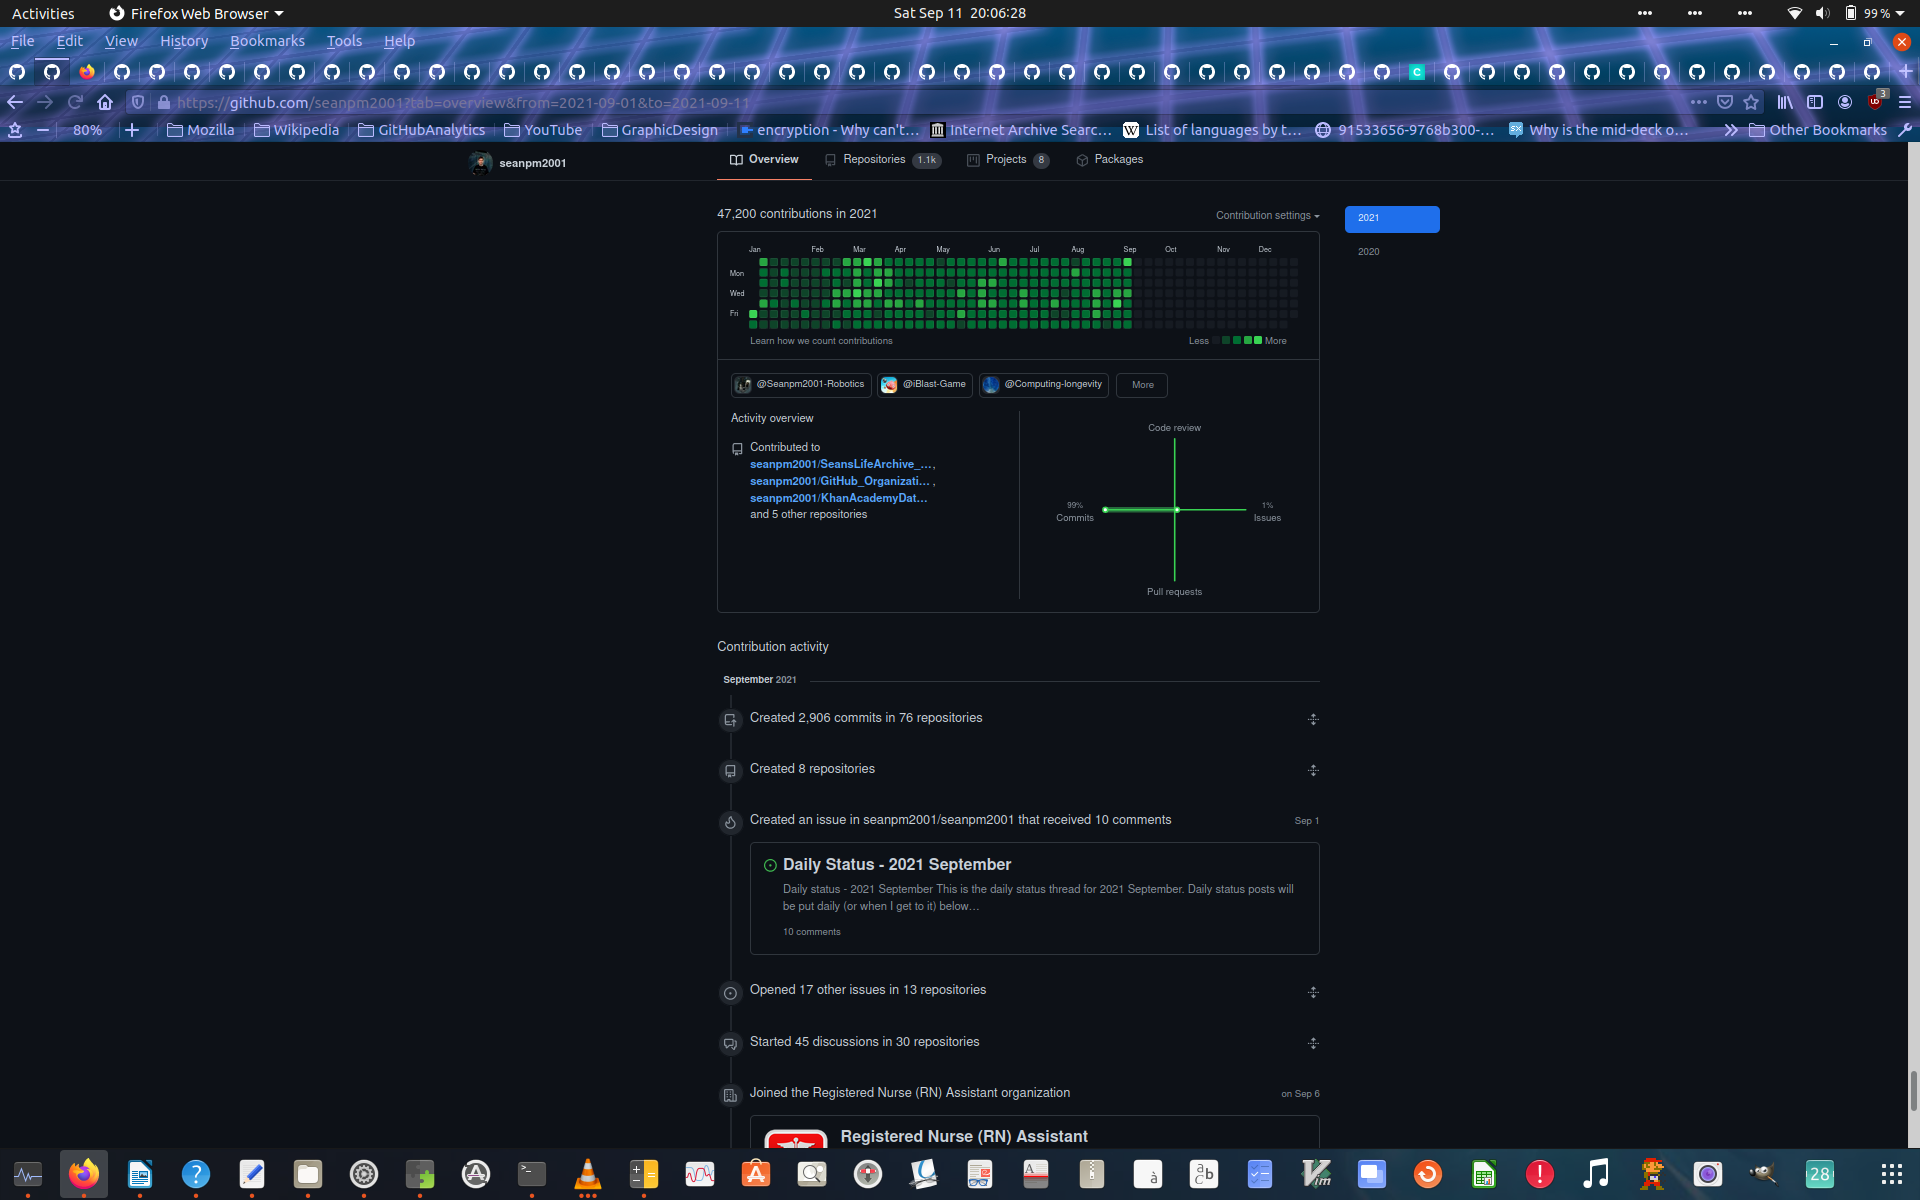 Activities
Firefox Web Browser
Sat Sep 11 20:06:28
99 %
File Edit View History Bookmarks Tools Help
https://github.com/seanpm2001?tab=overview&from=2021-09-01&to=2021-09-11
3
80%
Mozilla
Wikipedia
GitHubAnalytics
YouTube
GraphicDesign
encryption - Why can't…
Internet Archive Searc…
List of languages by t…
91533656-9768b300-…
Why is the mid-deck o…
Other Bookmarks
seanpm2001
Overview
Repositories 1.1k
Projects 8
Packages
47,200 contributions in 2021
Contribution settings
2021
2020
Jan Feb Mar Apr May Jun Jul Aug Sep Oct Nov Dec
Mon
Wed
Fri
Learn how we count contributions
Less
More
@Seanpm2001-Robotics
@iBlast-Game
@Computing-longevity
More
Activity overview
Contributed to
seanpm2001/SeansLifeArchive_…,
seanpm2001/GitHub_Organizati… ,
seanpm2001/KhanAcademyDat…
and 5 other repositories
Code review
99%
Commits
1%
Issues
Pull requests
Contribution activity
September 2021
Created 2,906 commits in 76 repositories
Created 8 repositories
Created an issue in seanpm2001/seanpm2001 that received 10 comments
Sep 1
Daily Status - 2021 September
Daily status - 2021 September This is the daily status thread for 2021 September. Daily status posts will
be put daily (or when I get to it) below…
10 comments
Opened 17 other issues in 13 repositories
Started 45 discussions in 30 repositories
Joined the Registered Nurse (RN) Assistant organization
on Sep 6
Registered Nurse (RN) Assistant
28